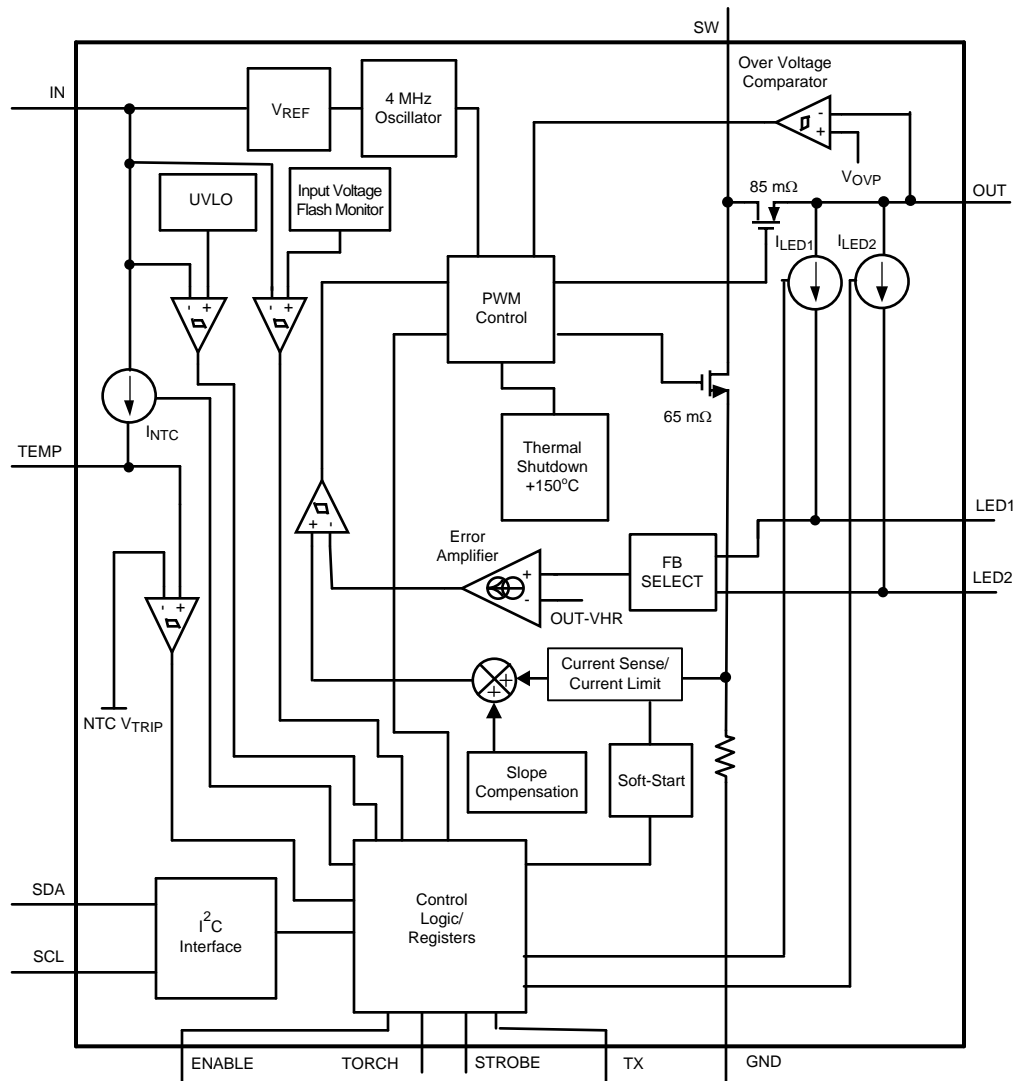 SW
Over Voltage
Comparator
IN
VREF
4 MHz
Oscillator
-
+
VOVP
UVLO
Input Voltage
Flash Monitor
85 mΩ
OUT
ILED1
ILED2
PWM
Control
- +
- +
65 mΩ
INTC
TEMP
Thermal
Shutdown
+150°C
+ -
LED1
Error
Amplifier
+
-
FB
SELECT
LED2
OUT-VHR
- +
Current Sense/
Current Limit
+
+
NTC VTRIP
Slope
Compensation
Soft-Start
SDA
I2C
Interface
SCL
Control
Logic/
Registers
ENABLE
TORCH
STROBE
TX
GND